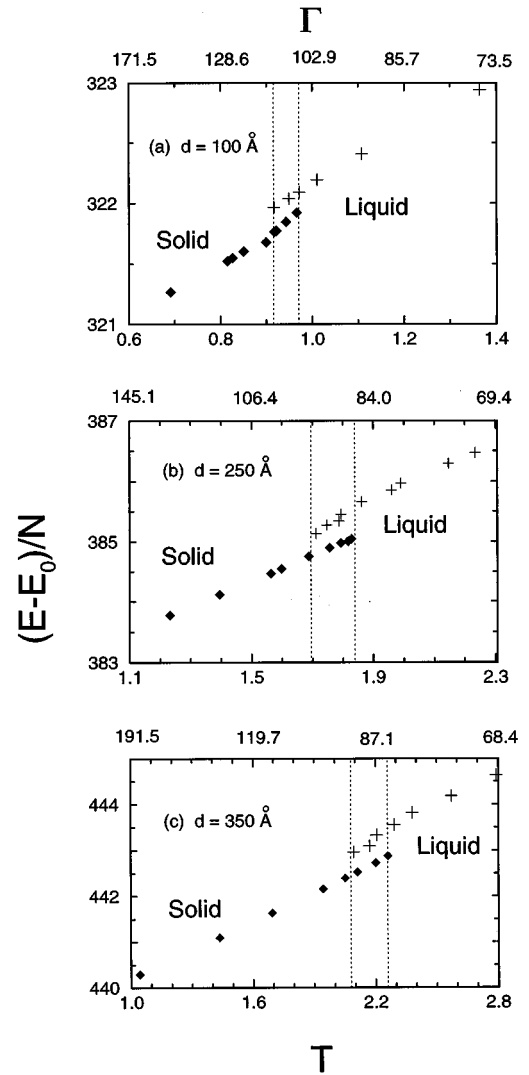 Γ
171.5 128.6 102.9 85.7 73.5
323
(a) d = 100 Å
322
Solid
Liquid
321
0.6 0.8 1.0 1.2 1.4
145.1 106.4 84.0 69.4
387
(b) d = 250 Å
385
Solid
Liquid
383
1.1 1.5 1.9 2.3
(E-E0)/N
191.5 119.7 87.1 68.4
444
(c) d = 350 Å
442
Solid
Liquid
440
1.0 1.6 2.2 2.8
T